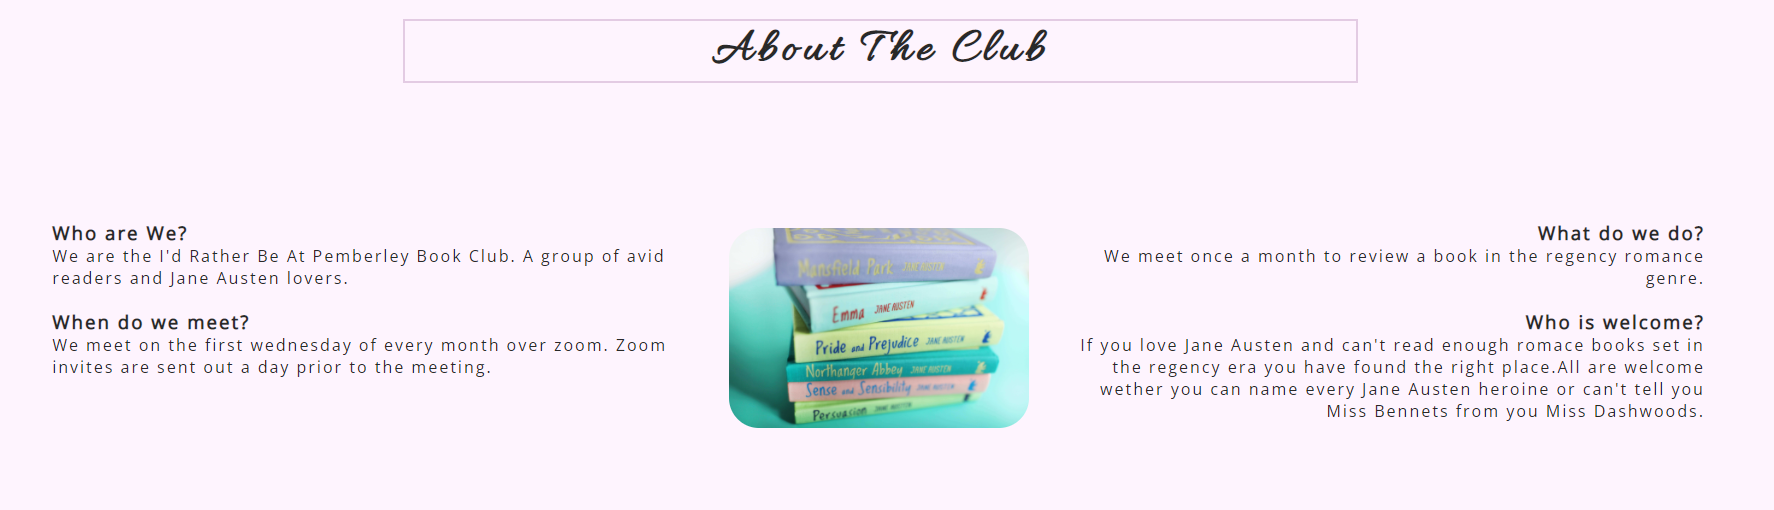 About The Club
Who are We?
We are the I'd Rather Be At Pemberley Book Club. A group of avid
readers and Jane Austen lovers.
When do we meet?
We meet on the first wednesday of every month over zoom. Zoom
invites are sent out a day prior to the meeting.
Mansfield Park JANE AUSTEN
Emma JANE AUSTEN
Pride and Prejudice JANE AUSTEN
Northanger Abbey JANE AUSTEN
Sense and Sensibility JANE AUSTEN
Persuasion JANE AUSTEN
What do we do?
We meet once a month to review a book in the regency romance
genre.
Who is welcome?
If you love Jane Austen and can't read enough romace books set in
the regency era you have found the right place.All are welcome
wether you can name every Jane Austen heroine or can't tell you
Miss Bennets from you Miss Dashwoods.